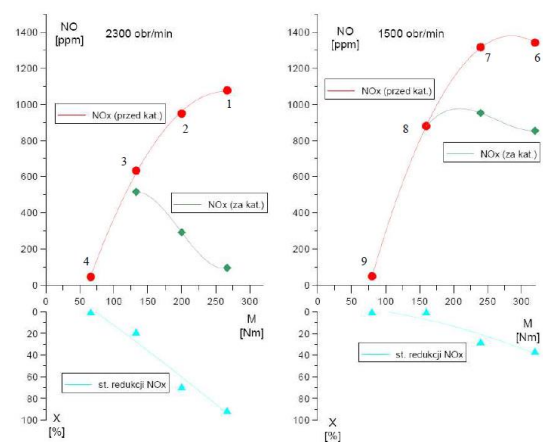 NO
[ppm]
2300 obr/min
1400
1200
1000
800
600
400
200
0
NOx (przed kat.)
1
2
3
4
NOx (za kat.)
0 50 100 150 200 250 300
M
[Nm]
0
20
40
60
80
100
st. redukcji NOx
X
[%]
NO
[ppm]
1500 obr/min
1400
1200
1000
800
600
400
200
0
7
6
NOx (przed kat.)
8
NOx (za kat.)
9
0 50 100 150 200 250 300
M
[Nm]
0
20
40
60
80
100
st. redukcji NOx
X
[%]